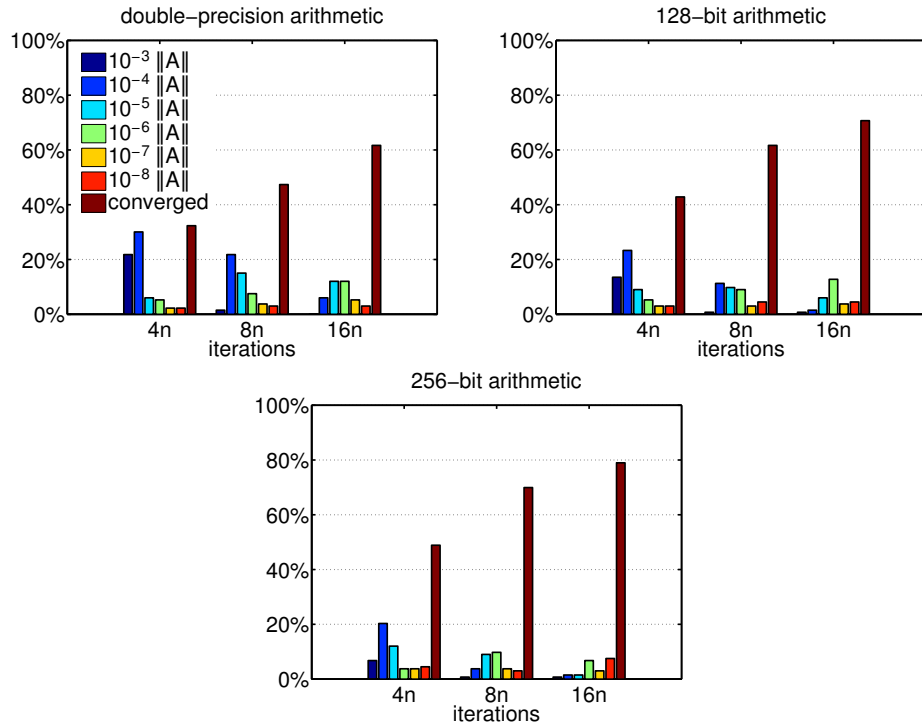 double−precision arithmetic
100%
80%
60%
40%
20%
0%
10⁻³ ‖A‖
10⁻⁴ ‖A‖
10⁻⁵ ‖A‖
10⁻⁶ ‖A‖
10⁻⁷ ‖A‖
10⁻⁸ ‖A‖
converged
4n 8n 16n
iterations
128−bit arithmetic
100%
80%
60%
40%
20%
0%
4n 8n 16n
iterations
256−bit arithmetic
100%
80%
60%
40%
20%
0%
4n 8n 16n
iterations